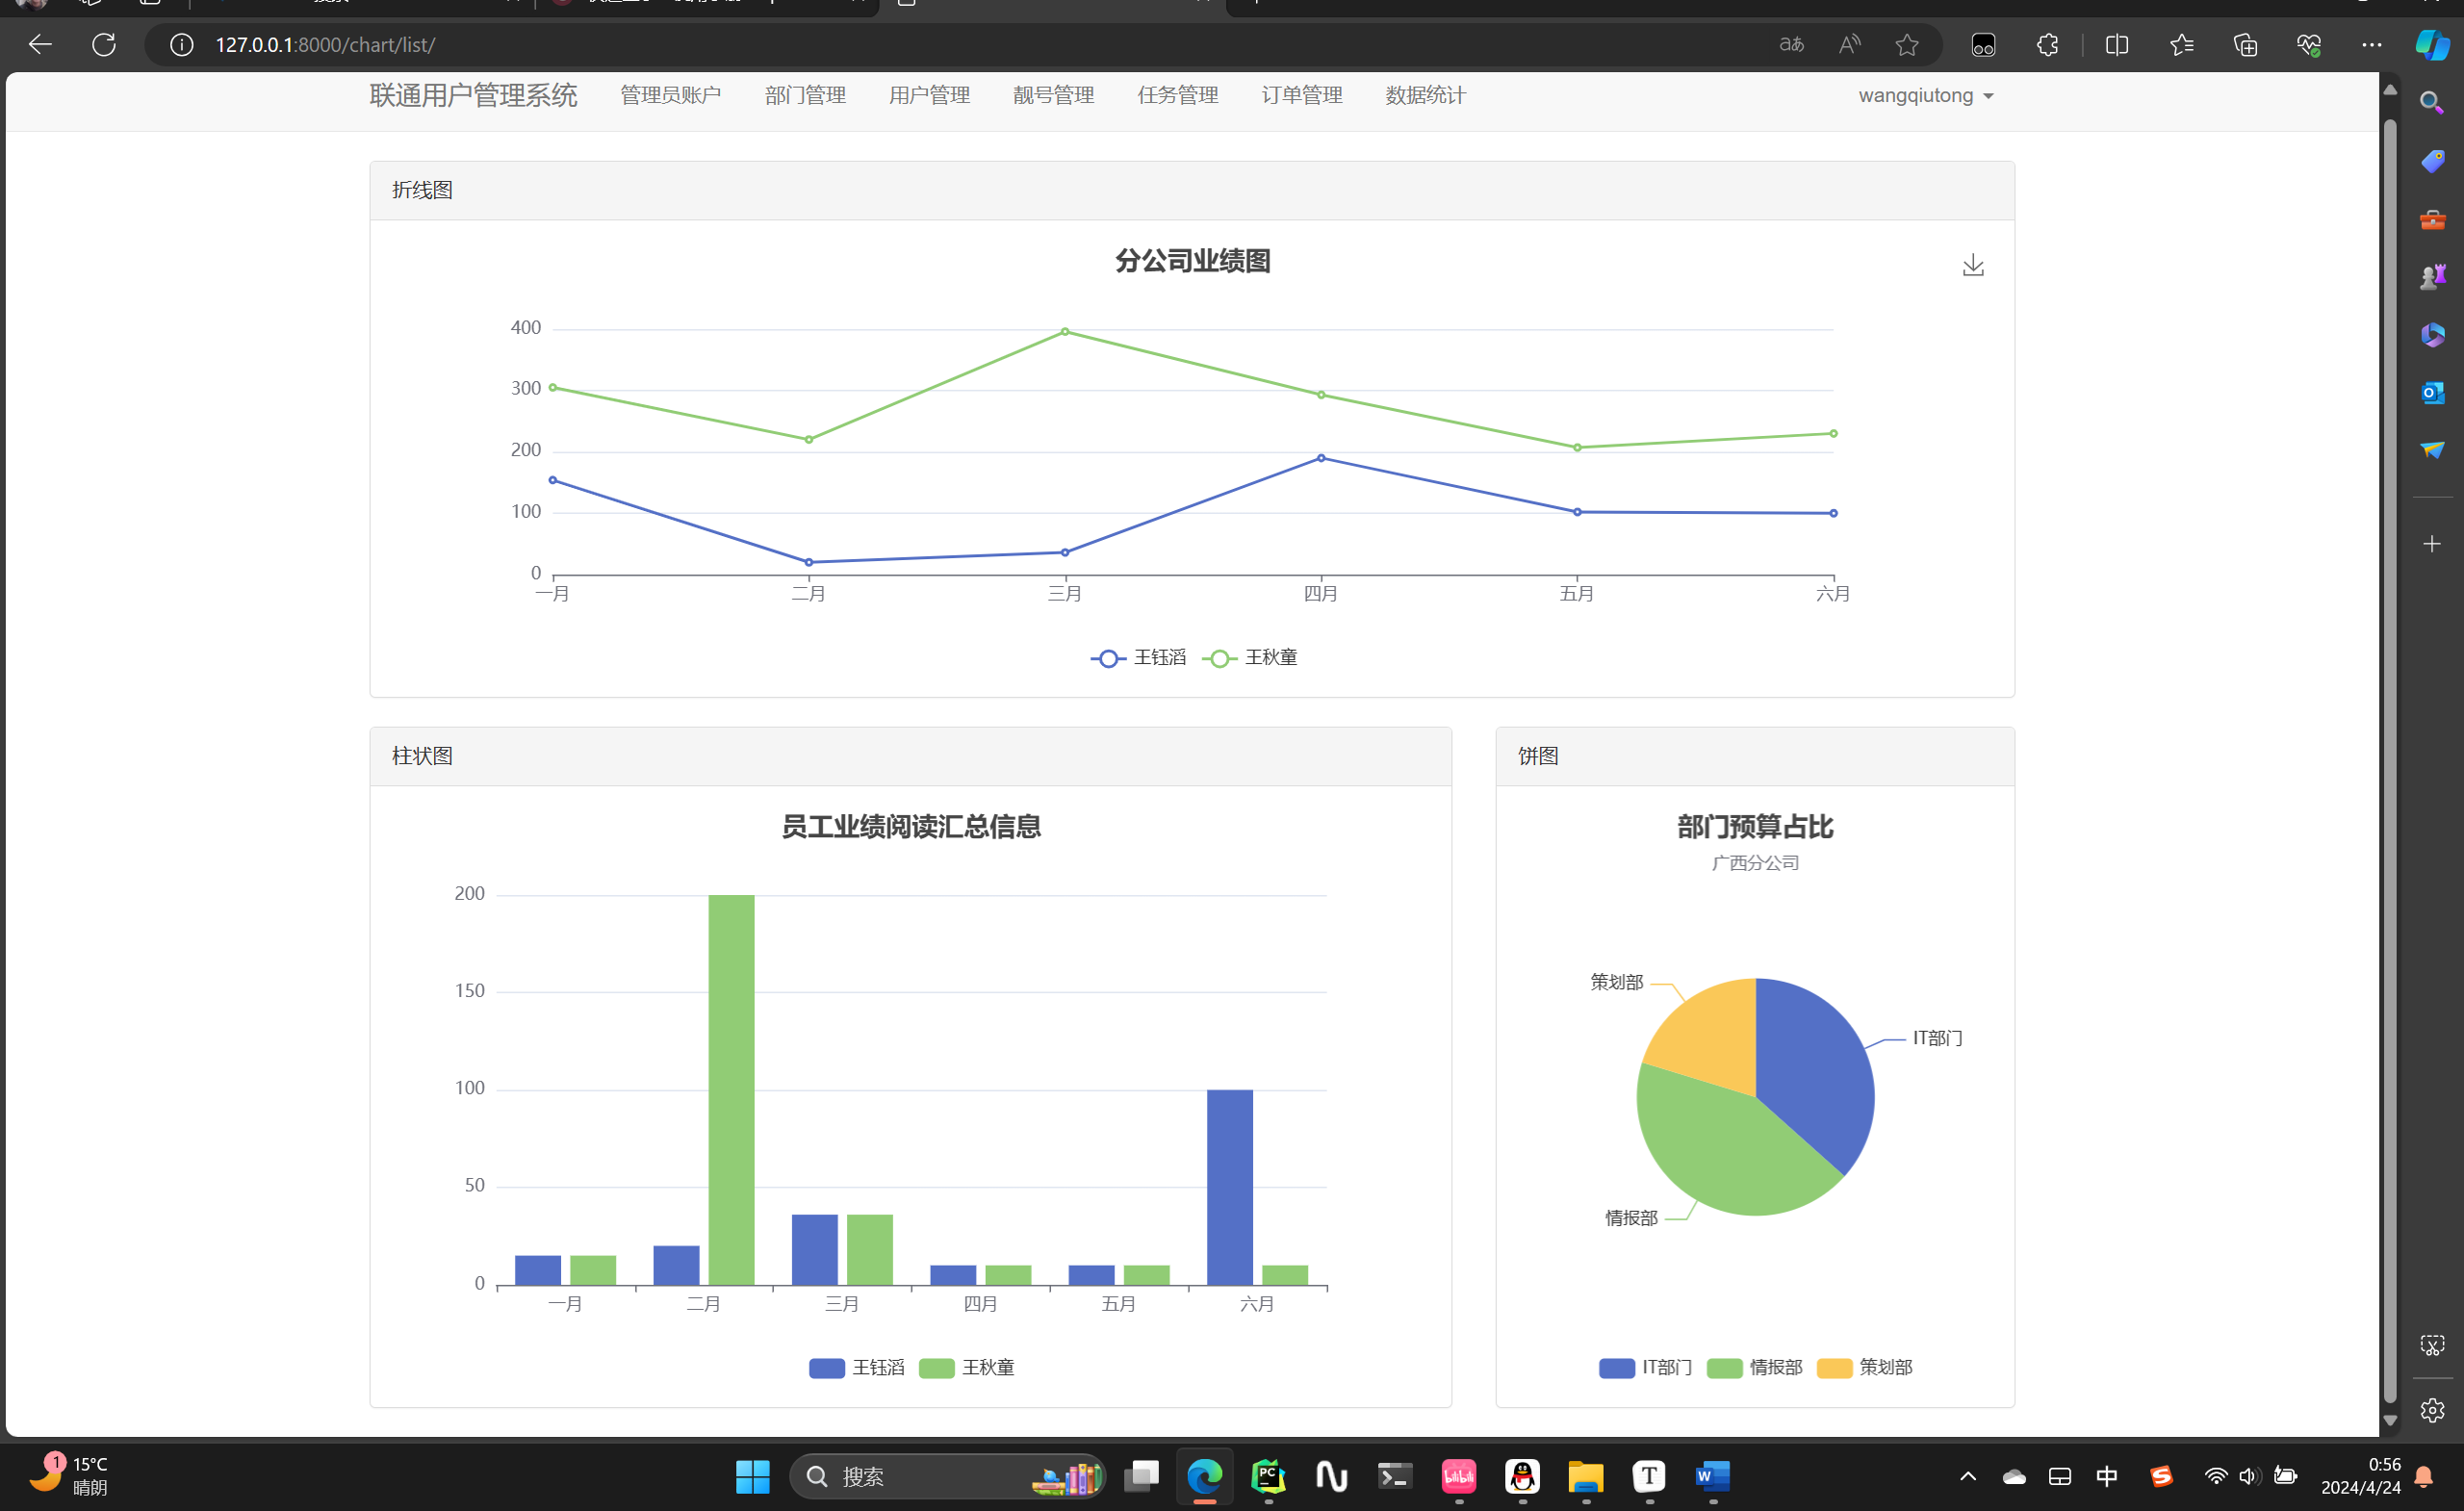 127.0.0.1:8000/chart/list/
联通用户管理系统 管理员账户 部门管理 用户管理 靓号管理 任务管理 订单管理 数据统计 wangqiutong
折线图
分公司业绩图
400
300
200
100
0
一月 二月 三月 四月 五月 六月
王钰滔 王秋童
柱状图
员工业绩阅读汇总信息
200
150
100
50
0
一月 二月 三月 四月 五月 六月
王钰滔 王秋童
饼图
部门预算占比
广西分公司
策划部
IT部门
情报部
IT部门 情报部 策划部
1
15°C
晴朗
搜索
中
0:56
2024/4/24